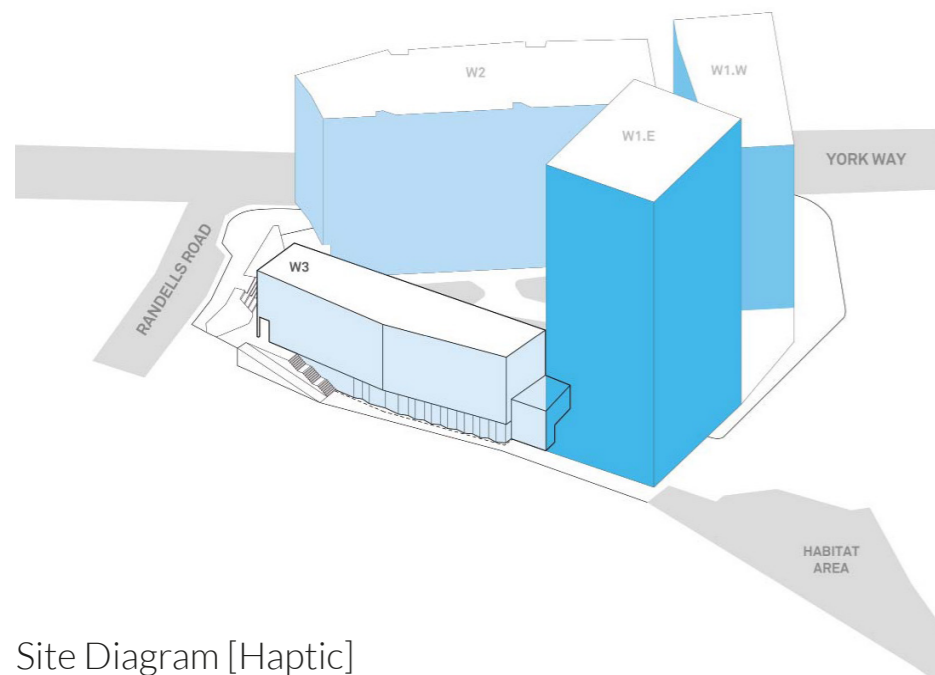 W2
W1.W
W1.E
YORK WAY
RANDELLS ROAD
W3
HABITAT
AREA
Site Diagram [Haptic]